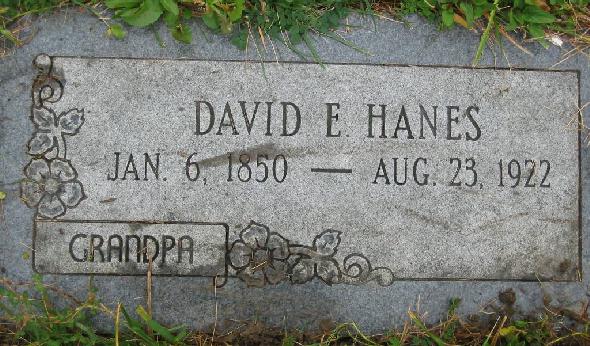 DAVID E. HANES
JAN. 6, 1850 — AUG. 23, 1922
GRANDPA